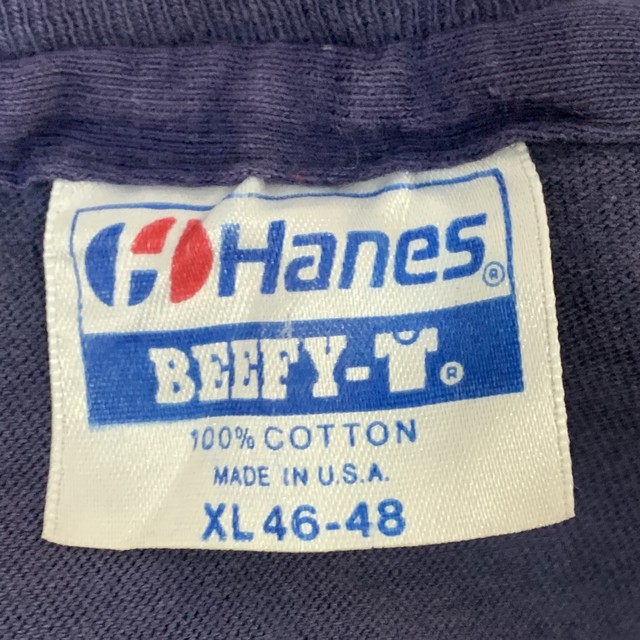 Hanes®
BEEFY-T®
100% COTTON
MADE IN U.S.A.
XL 46-48